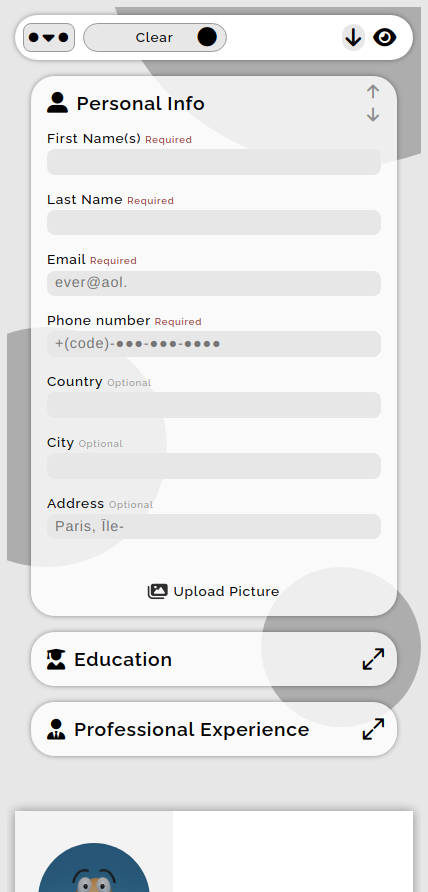 Clear
Personal Info
First Name(s) Required
Last Name Required
Email Required
ever@aol.
Phone number Required
+(code)-●●●-●●●-●●●●
Country Optional
City Optional
Address Optional
Paris, Île-
Upload Picture
Education
Professional Experience